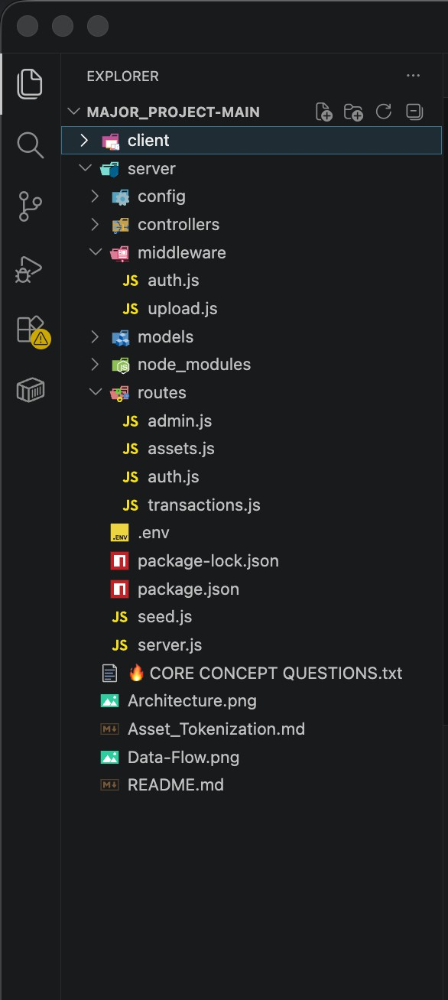 EXPLORER
MAJOR_PROJECT-MAIN
client
server
config
controllers
middleware
JS auth.js
JS upload.js
models
JS node_modules
routes
JS admin.js
JS assets.js
JS auth.js
JS transactions.js
.ENV .env
package-lock.json
package.json
JS seed.js
JS server.js
🔥 CORE CONCEPT QUESTIONS.txt
Architecture.png
M↓ Asset_Tokenization.md
Data-Flow.png
M↓ README.md